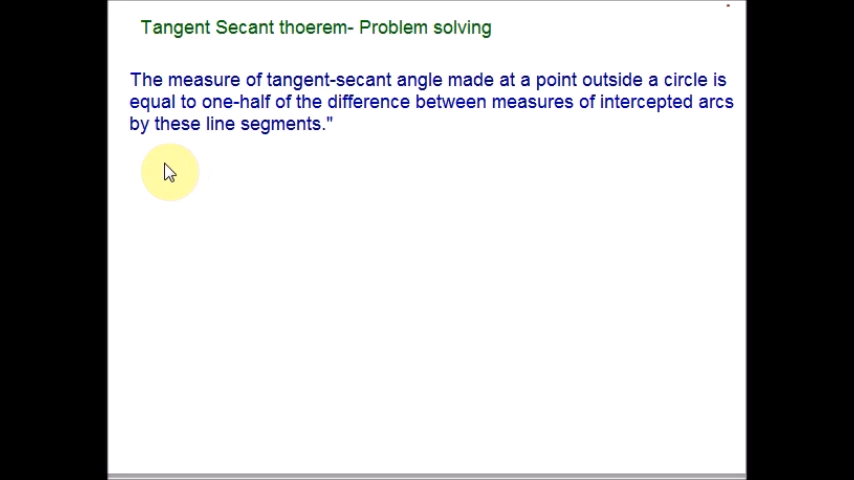 Tangent Secant thoerem- Problem solving
The measure of tangent-secant angle made at a point outside a circle is
equal to one-half of the difference between measures of intercepted arcs
by these line segments."